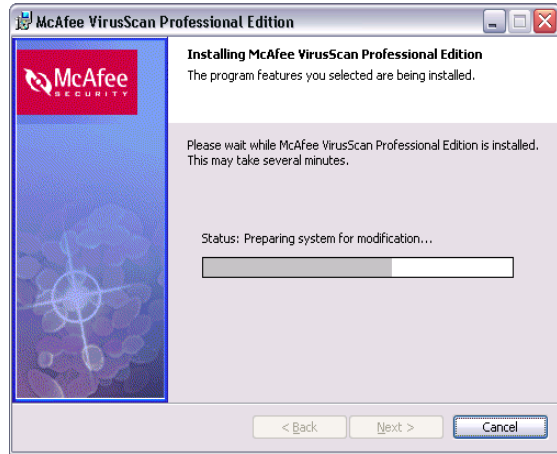 McAfee VirusScan Professional Edition
McAfee
SECURITY
Installing McAfee VirusScan Professional Edition
The program features you selected are being installed.
Please wait while McAfee VirusScan Professional Edition is installed.
This may take several minutes.
Status: Preparing system for modification...
< Back
Next >
Cancel